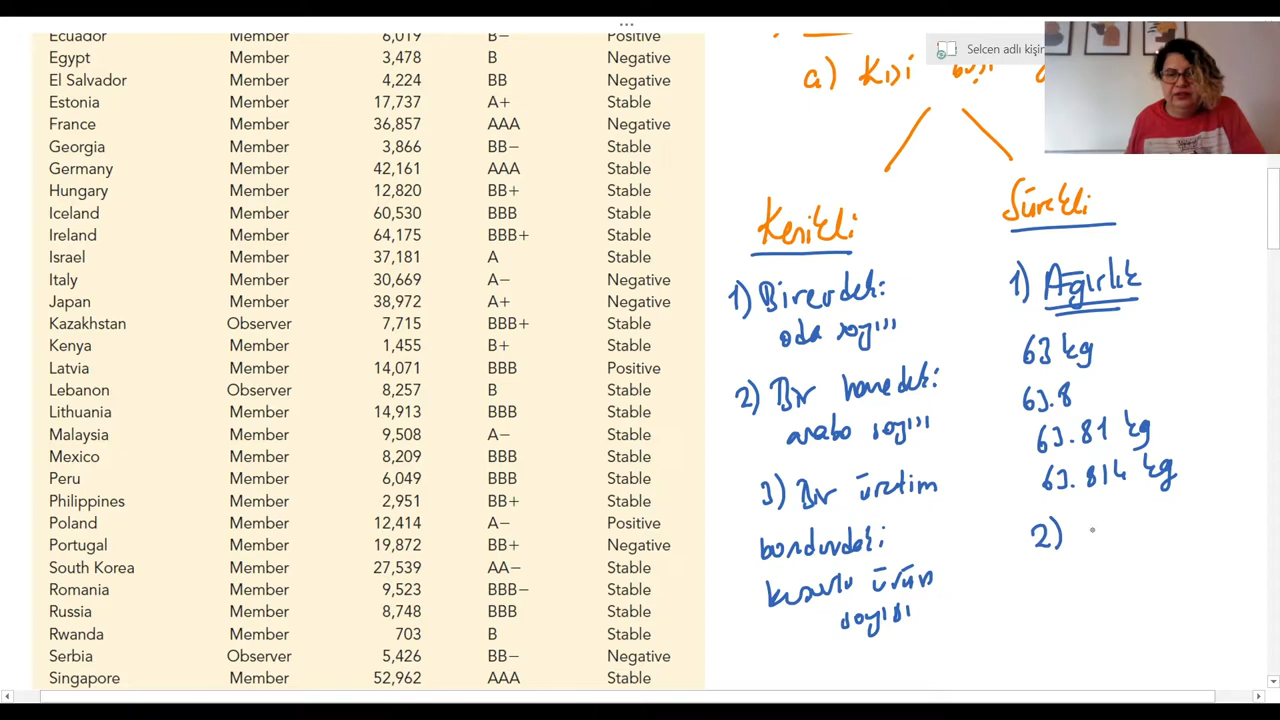 Ecuador Member 6,019 B− Positive
Egypt Member 3,478 B Negative
El Salvador Member 4,224 BB Negative
Estonia Member 17,737 A+ Stable
France Member 36,857 AAA Negative
Georgia Member 3,866 BB− Stable
Germany Member 42,161 AAA Stable
Hungary Member 12,820 BB+ Stable
Iceland Member 60,530 BBB Stable
Ireland Member 64,175 BBB+ Stable
Israel Member 37,181 A Stable
Italy Member 30,669 A− Negative
Japan Member 38,972 A+ Negative
Kazakhstan Observer 7,715 BBB+ Stable
Kenya Member 1,455 B+ Stable
Latvia Member 14,071 BBB Positive
Lebanon Observer 8,257 B Stable
Lithuania Member 14,913 BBB Stable
Malaysia Member 9,508 A− Stable
Mexico Member 8,209 BBB Stable
Peru Member 6,049 BBB Stable
Philippines Member 2,951 BB+ Stable
Poland Member 12,414 A− Positive
Portugal Member 19,872 BB+ Negative
South Korea Member 27,539 AA− Stable
Romania Member 9,523 BBB− Stable
Russia Member 8,748 BBB Stable
Rwanda Member 703 B Stable
Serbia Observer 5,426 BB− Negative
Singapore Member 52,962 AAA Stable
Selcen adlı kişin
a) Kişi başı
Kesikli
1) Bir evdeki
oda sayısı
2) Bir hanedeki
araba sayısı
3) Bir üretim
bandındaki
kusurlu ürün
sayısı
Sürekli
1) Ağırlık
63 kg
63.8
63.81 kg
63.814 kg
2)